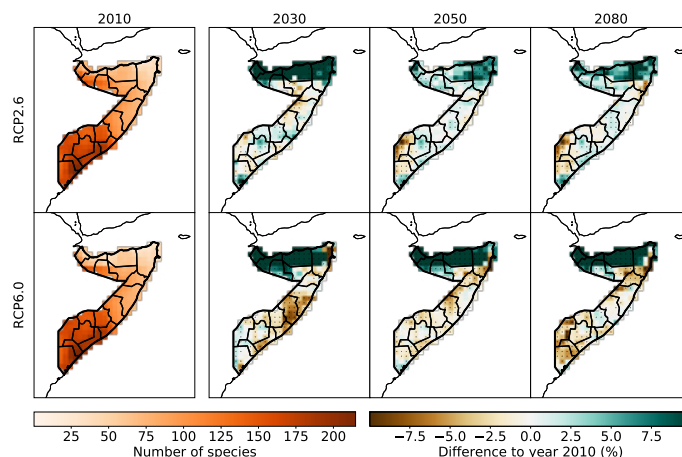 2010 2030 2050 2080
RCP2.6
RCP6.0
25 50 75 100 125 150 175 200
Number of species
−7.5 −5.0 −2.5 0.0 2.5 5.0 7.5
Difference to year 2010 (%)